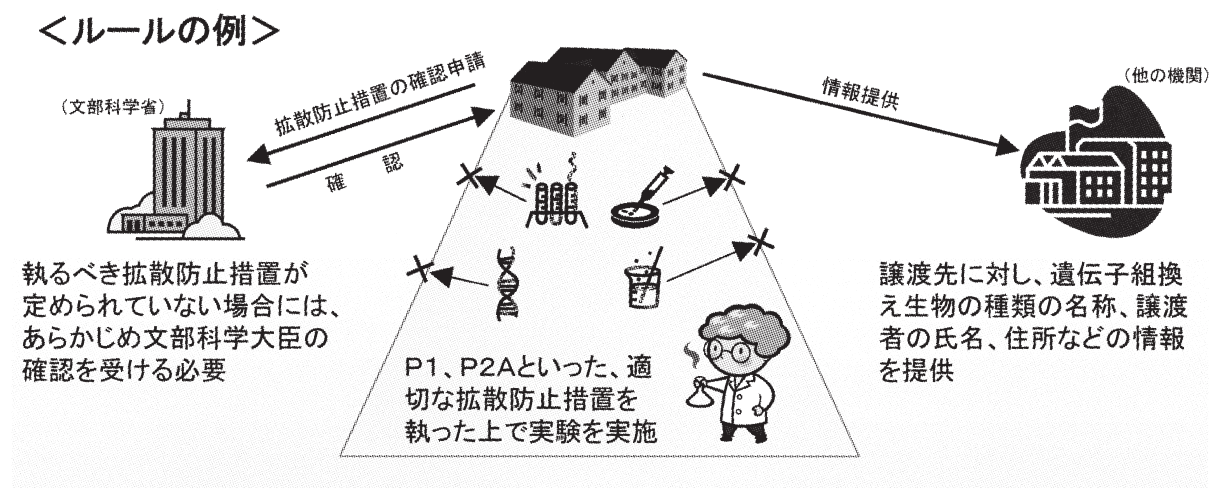 ＜ルールの例＞
（文部科学省）
拡散防止措置の確認申請
確　認
情報提供
（他の機関）
執るべき拡散防止措置が
定められていない場合には、
あらかじめ文部科学大臣の
確認を受ける必要
P1、P2Aといった、適
切な拡散防止措置を
執った上で実験を実施
譲渡先に対し、遺伝子組換
え生物の種類の名称、譲渡
者の氏名、住所などの情報
を提供